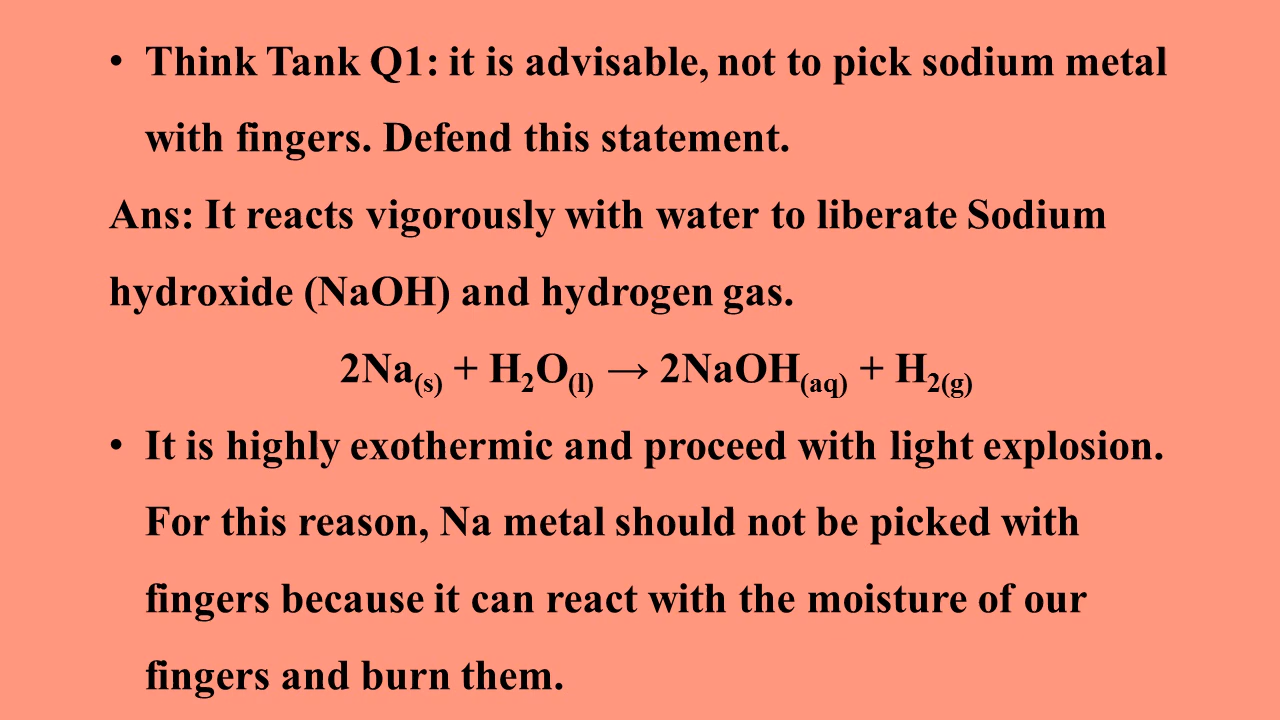 • Think Tank Q1: it is advisable, not to pick sodium metal
with fingers. Defend this statement.
Ans: It reacts vigorously with water to liberate Sodium
hydroxide (NaOH) and hydrogen gas.
2Na(s) + H2O(l) → 2NaOH(aq) + H2(g)
• It is highly exothermic and proceed with light explosion.
For this reason, Na metal should not be picked with
fingers because it can react with the moisture of our
fingers and burn them.